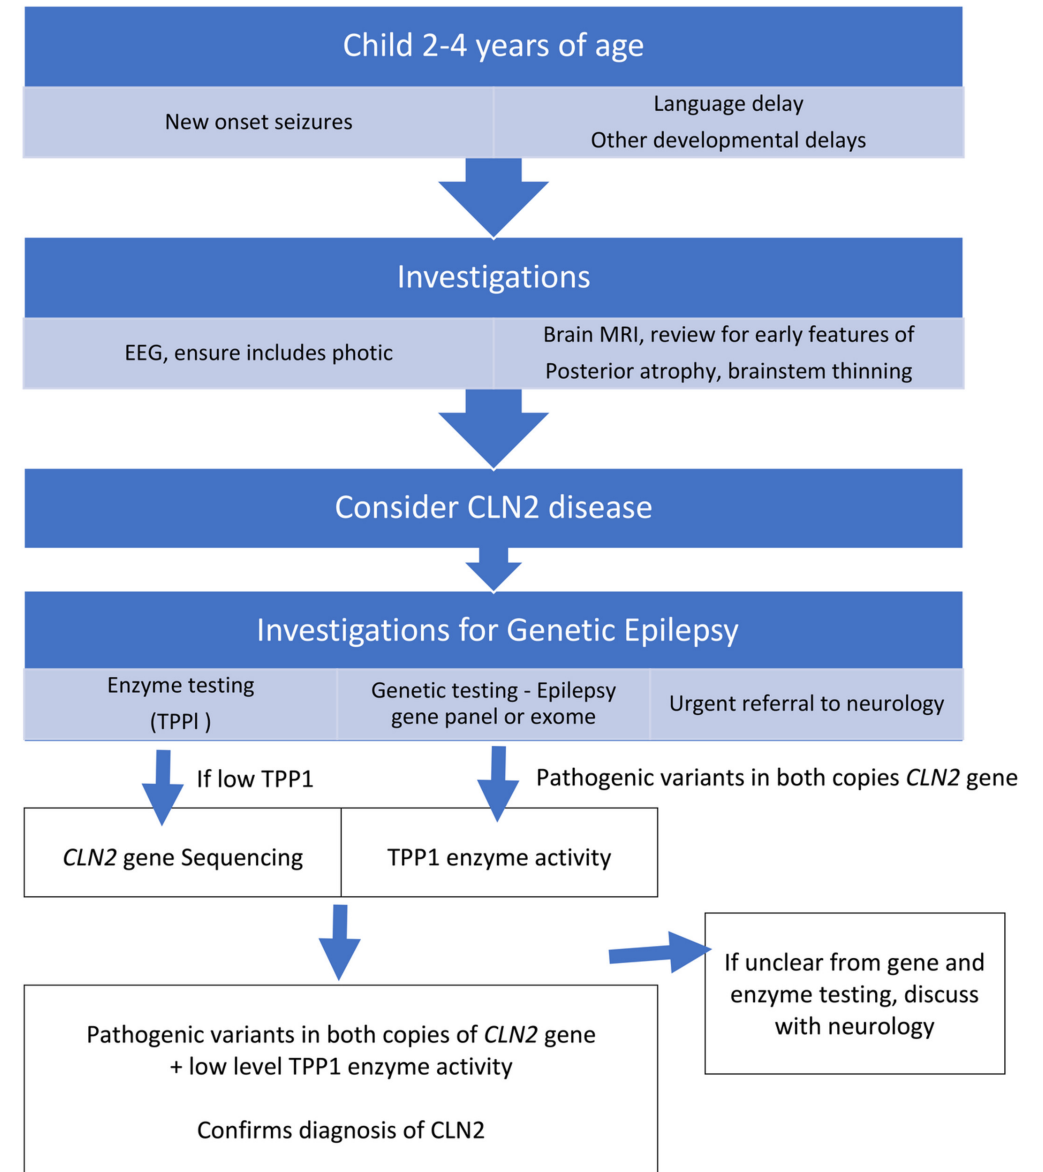 Child 2-4 years of age
New onset seizures
Language delay
Other developmental delays
Investigations
EEG, ensure includes photic
Brain MRI, review for early features of
Posterior atrophy, brainstem thinning
Consider CLN2 disease
Investigations for Genetic Epilepsy
Enzyme testing
(TPPl )
Genetic testing - Epilepsy
gene panel or exome
Urgent referral to neurology
If low TPP1
Pathogenic variants in both copies CLN2 gene
CLN2 gene Sequencing
TPP1 enzyme activity
If unclear from gene and
enzyme testing, discuss
with neurology
Pathogenic variants in both copies of CLN2 gene
+ low level TPP1 enzyme activity
Confirms diagnosis of CLN2